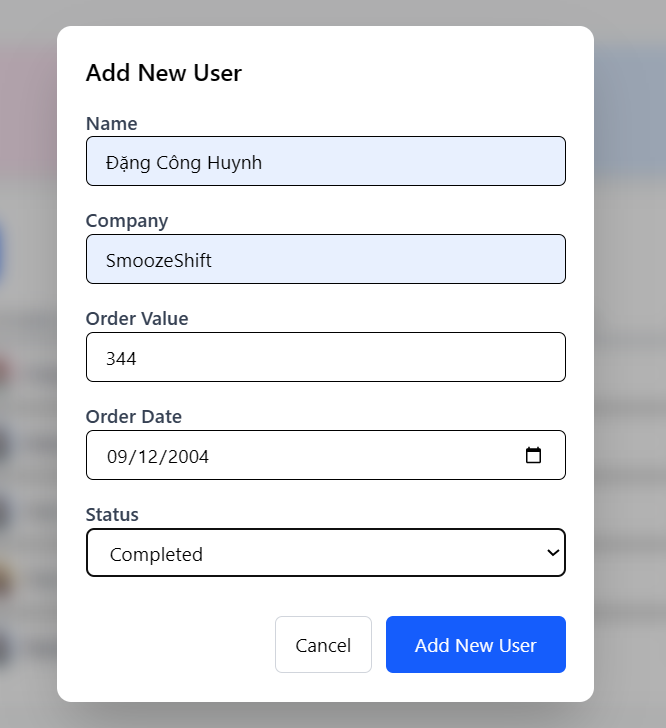 Add New User
Name
Đặng Công Huynh
Company
SmoozeShift
Order Value
344
Order Date
09/12/2004
Status
Completed
Cancel
Add New User